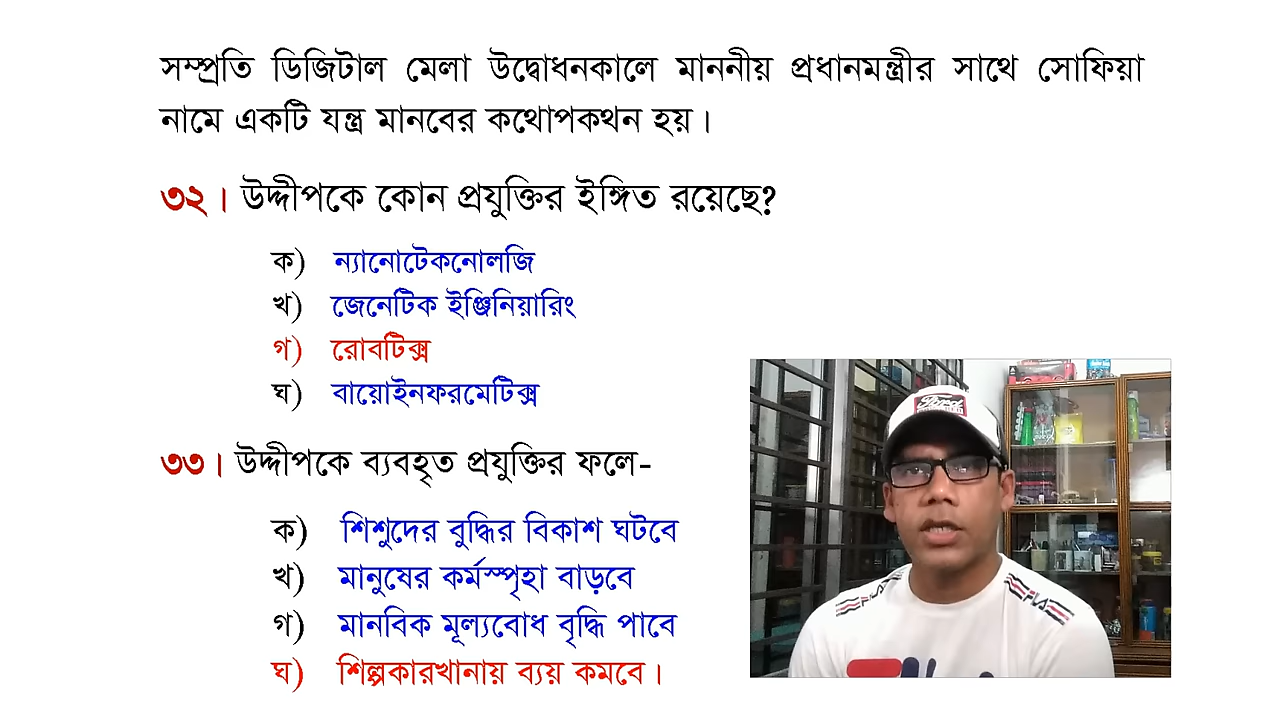 সম্প্রতি ডিজিটাল মেলা উদ্বোধনকালে মাননীয় প্রধানমন্ত্রীর সাথে সোফিয়া
নামে একটি যন্ত্র মানবের কথোপকথন হয়।
৩২। উদ্দীপকে কোন প্রযুক্তির ইঙ্গিত রয়েছে?
ক) ন্যানোটেকনোলজি
খ) জেনেটিক ইঞ্জিনিয়ারিং
গ) রোবটিক্স
ঘ) বায়োইনফরমেটিক্স
৩৩। উদ্দীপকে ব্যবহৃত প্রযুক্তির ফলে-
ক) শিশুদের বুদ্ধির বিকাশ ঘটবে
খ) মানুষের কর্মস্পৃহা বাড়বে
গ) মানবিক মূল্যবোধ বৃদ্ধি পাবে
ঘ) শিল্পকারখানায় ব্যয় কমবে।
Ford